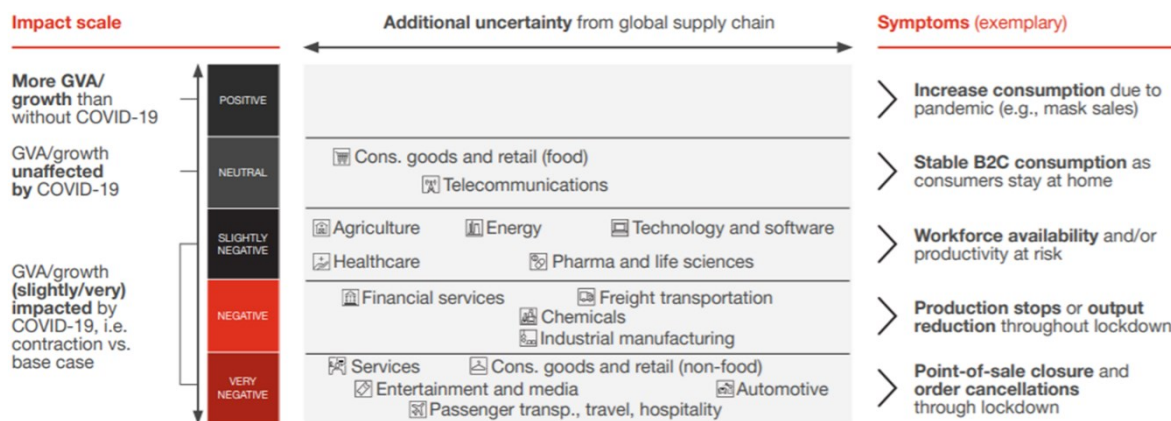 Impact scale
Additional uncertainty from global supply chain
Symptoms (exemplary)
More GVA/
growth than
without COVID-19
POSITIVE
Increase consumption due to
pandemic (e.g., mask sales)
GVA/growth
unaffected
by COVID-19
NEUTRAL
Cons. goods and retail (food)
Telecommunications
Stable B2C consumption as
consumers stay at home
GVA/growth
(slightly/very)
impacted by
COVID-19, i.e.
contraction vs.
base case
SLIGHTLY
NEGATIVE
Agriculture Energy Technology and software
Healthcare Pharma and life sciences
Workforce availability and/or
productivity at risk
NEGATIVE
Financial services Freight transportation
Chemicals
Industrial manufacturing
Production stops or output
reduction throughout lockdown
VERY
NEGATIVE
Services Cons. goods and retail (non-food)
Entertainment and media Automotive
Passenger transp., travel, hospitality
Point-of-sale closure and
order cancellations
through lockdown